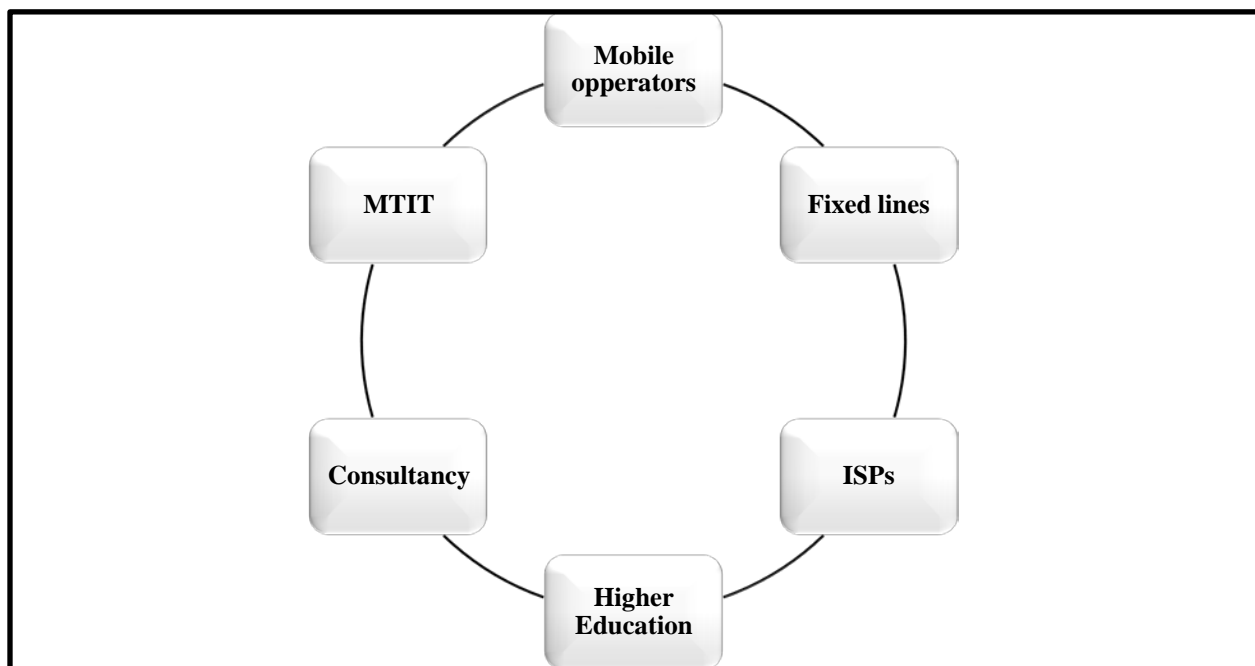 Mobile
opperators
MTIT
Fixed lines
Consultancy
ISPs
Higher
Education